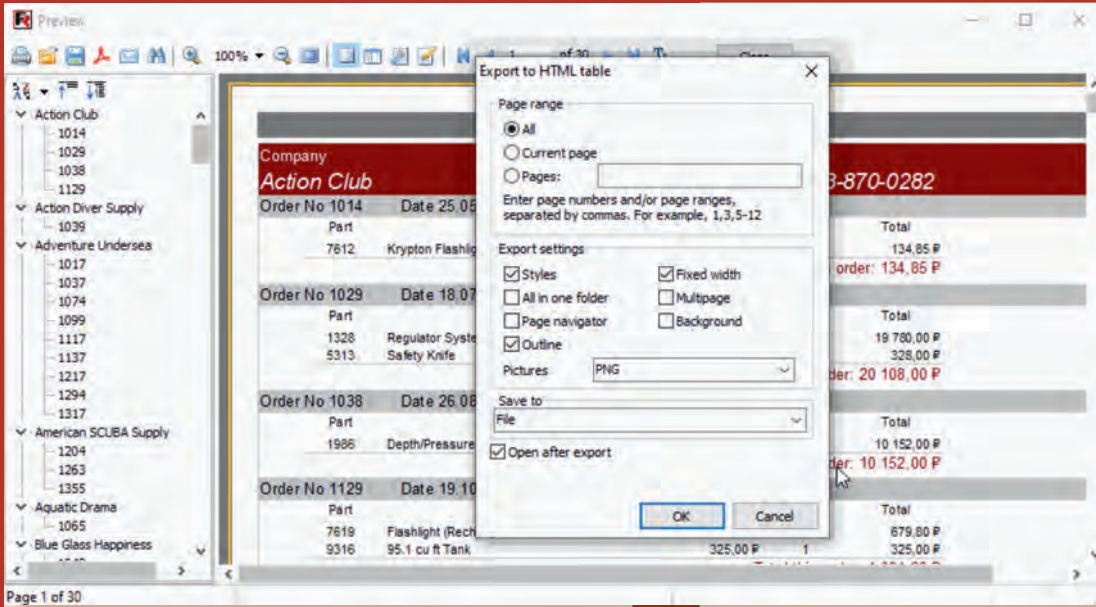 Preview
100%
1 of 30
Close
Action Club
1014
1029
1038
1129
Action Diver Supply
1039
Adventure Undersea
1017
1037
1074
1099
1117
1137
1217
1294
1317
American SCUBA Supply
1204
1263
1355
Aquatic Drama
1065
Blue Glass Happiness
Company
Action Club
3-870-0282
Order No 1014 Date 25.05
Part Total
7612 Krypton Flashlig 134,85 ₽
order: 134,85 ₽
Order No 1029 Date 18.07
Part Total
1328 Regulator Syste 19 780,00 ₽
5313 Safety Knife 328,00 ₽
der: 20 108,00 ₽
Order No 1038 Date 26.08
Part Total
1986 Depth/Pressure 10 152,00 ₽
der: 10 152,00 ₽
Order No 1129 Date 19.10
Part Total
7619 Flashlight (Rech 679,80 ₽
9316 95.1 cu ft Tank 325,00 ₽ 1 325,00 ₽
Export to HTML table
Page range
All
Current page
Pages:
Enter page numbers and/or page ranges,
separated by commas. For example, 1,3,5-12
Export settings
Styles Fixed width
All in one folder Multipage
Page navigator Background
Outline
Pictures PNG
Save to
File
Open after export
OK Cancel
Page 1 of 30